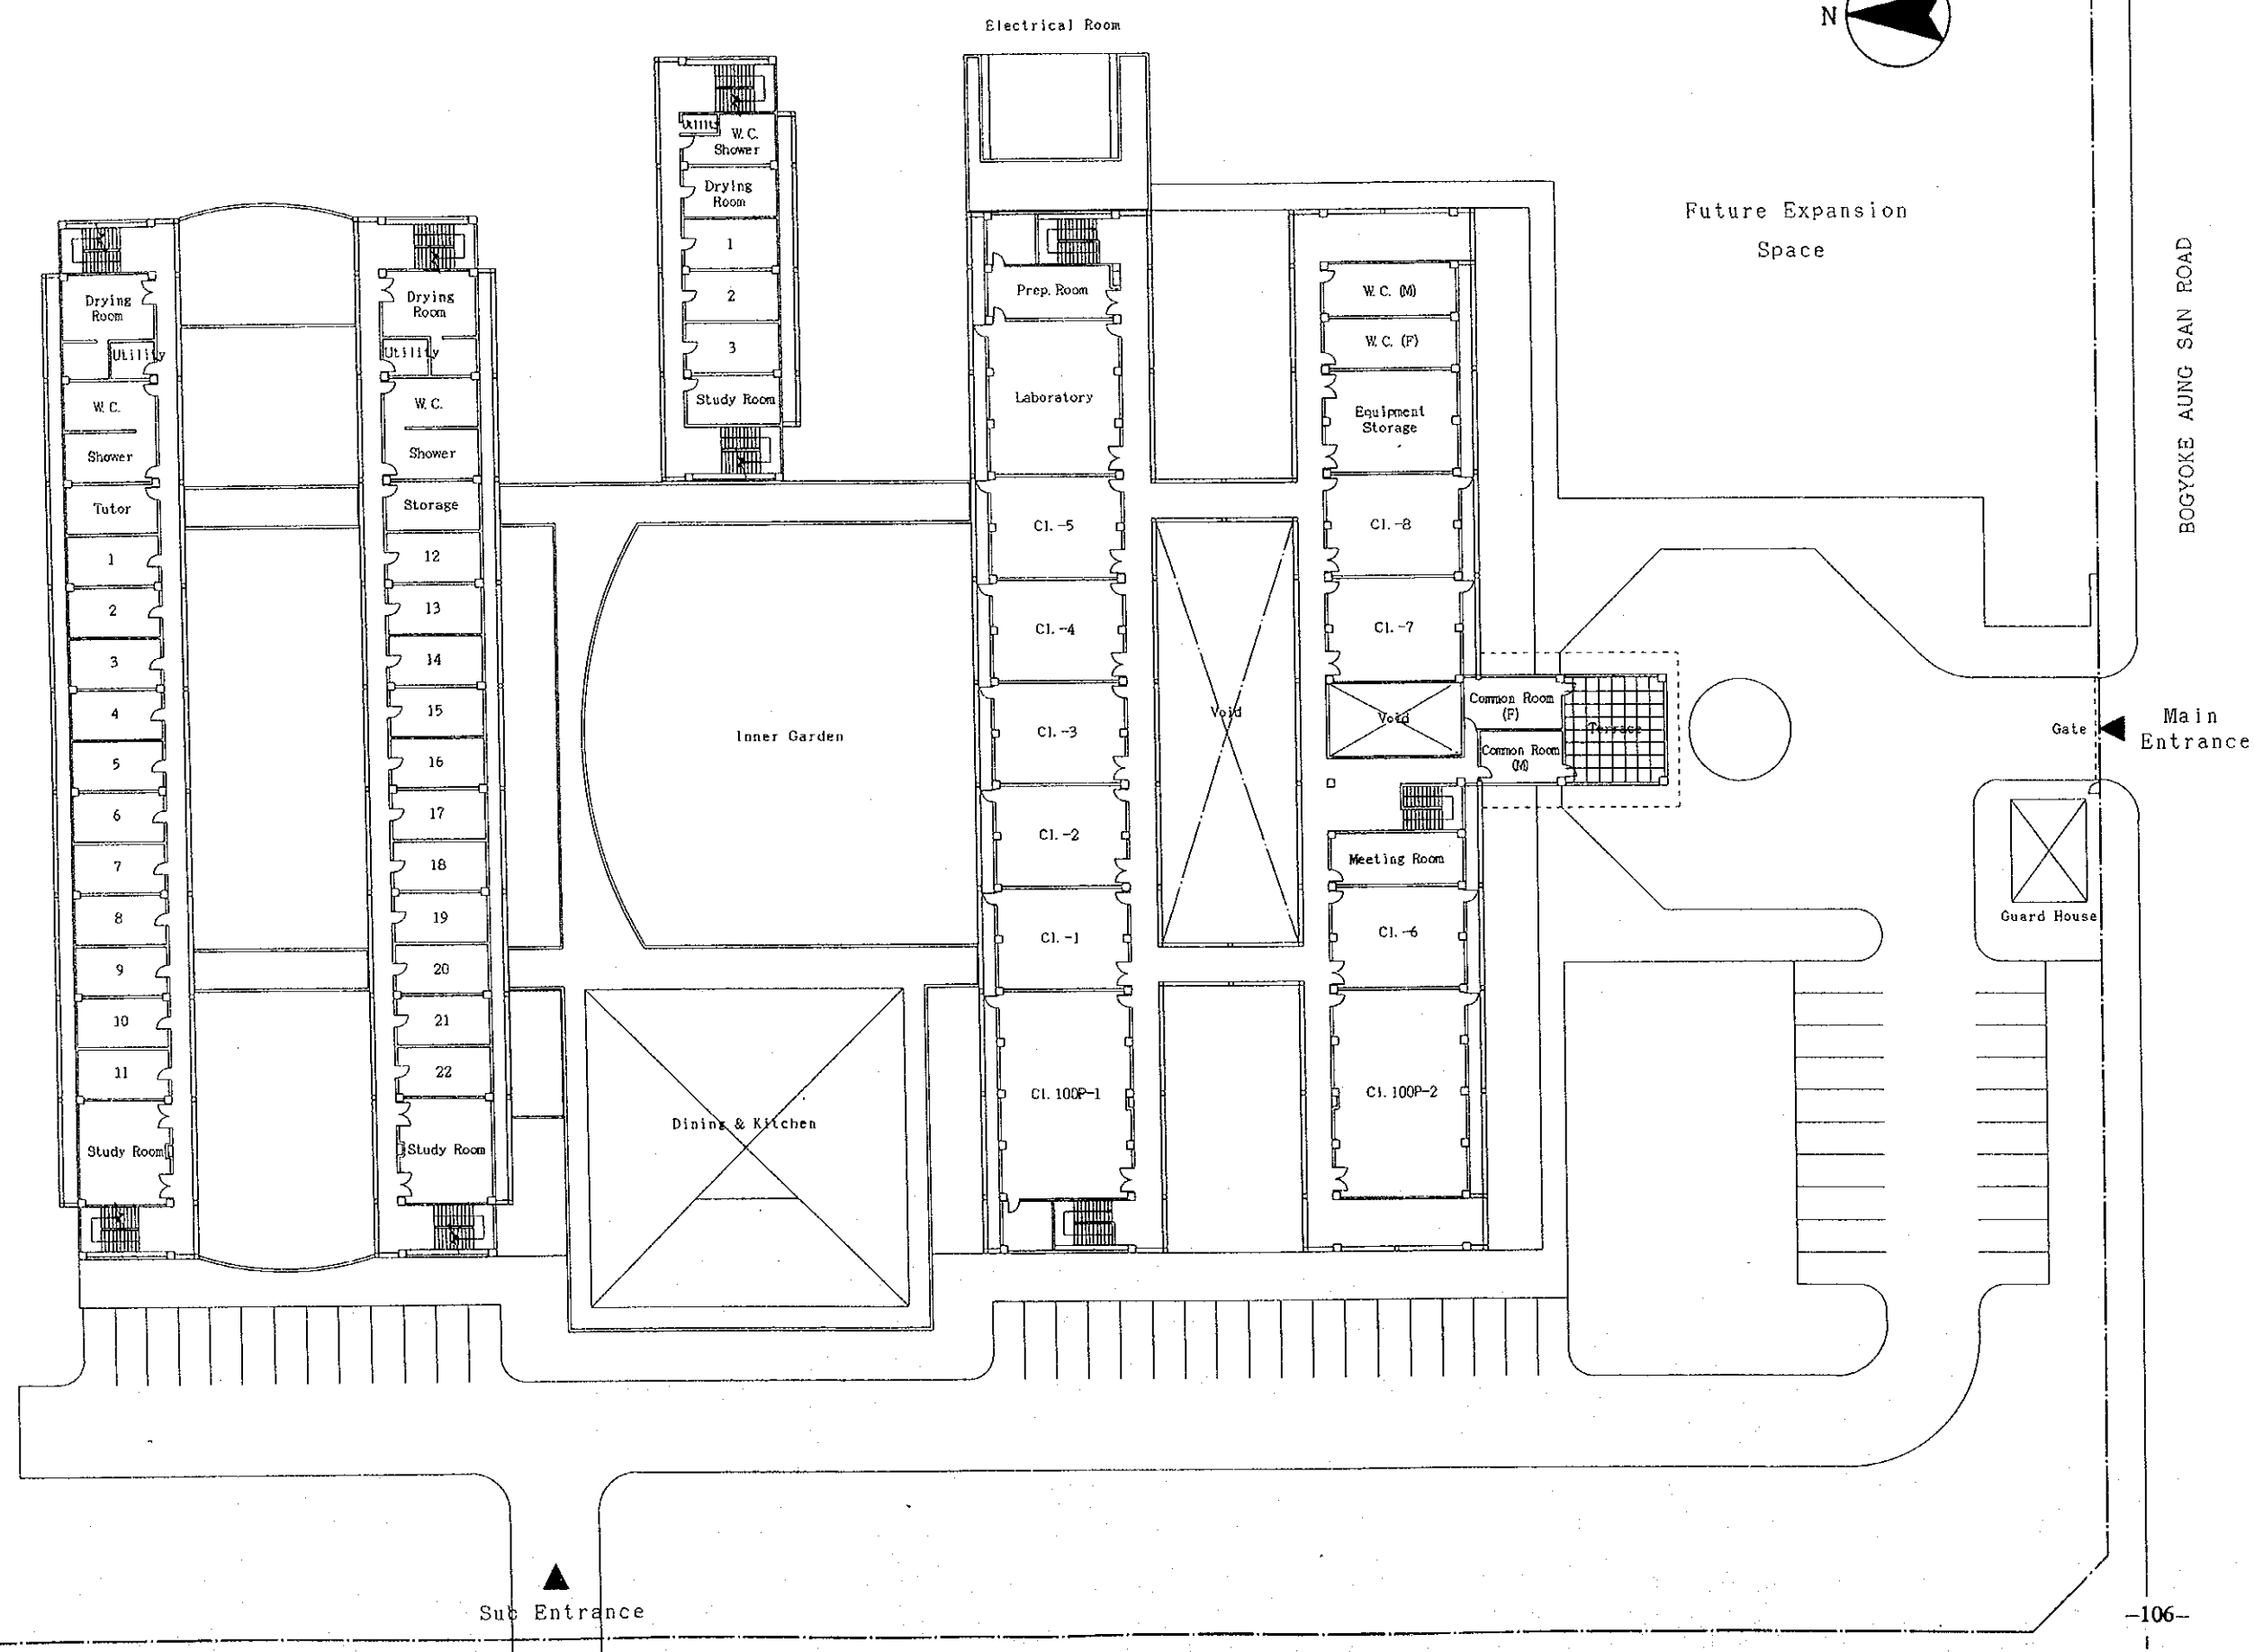 Electrical Room
N
Utility
W.C.
Shower
Drying
Room
1
2
3
Study Room
Future Expansion
Space
BOGYOKE AUNG SAN ROAD
Drying
Room
Utility
W.C.
Shower
Tutor
1
2
3
4
5
6
7
8
9
10
11
Study Room
Drying
Room
Utility
W.C.
Shower
Storage
12
13
14
15
16
17
18
19
20
21
22
Study Room
Inner Garden
Dining & Kitchen
Prep. Room
Laboratory
Cl.-5
Cl.-4
Cl.-3
Cl.-2
Cl.-1
Cl. 100P-1
Void
W.C. (M)
W.C. (F)
Equipment
Storage
Cl.-8
Cl.-7
Void
Common Room
(F)
Common Room
(M)
Terrace
Meeting Room
Cl.-6
Cl. 100P-2
Gate
Main
Entrance
Guard House
Sub Entrance
-106-